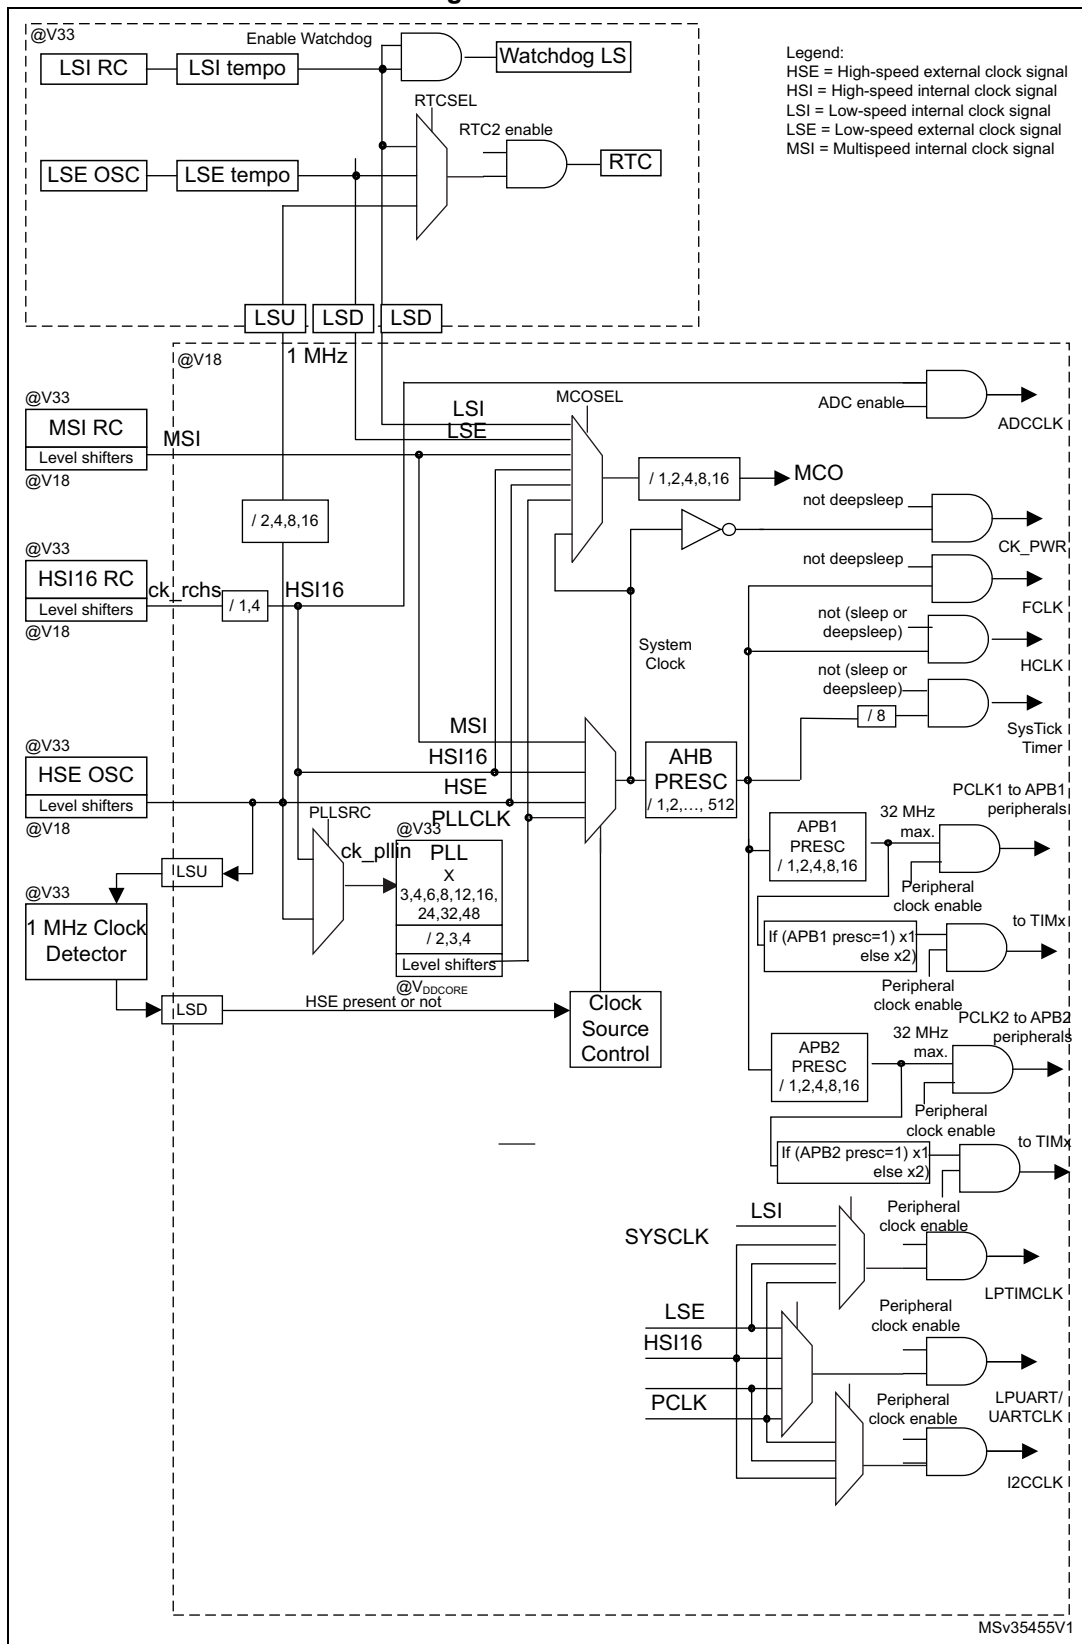 @V33
Enable Watchdog
LSI RC
LSI tempo
Watchdog LS
Legend:
HSE = High-speed external clock signal
HSI = High-speed internal clock signal
LSI = Low-speed internal clock signal
LSE = Low-speed external clock signal
MSI = Multispeed internal clock signal
RTCSEL
RTC2 enable
LSE OSC
LSE tempo
RTC
LSU
LSD
LSD
@V18
1 MHz
@V33
MSI RC
Level shifters
@V18
MSI
LSI
LSE
MCOSEL
ADC enable
ADCCLK
/ 1,2,4,8,16
MCO
/ 2,4,8,16
not deepsleep
CK_PWR
@V33
HSI16 RC
Level shifters
@V18
ck_rchs
/ 1,4
HSI16
not deepsleep
FCLK
System
Clock
not (sleep or
deepsleep)
HCLK
not (sleep or
deepsleep)
/ 8
SysTick
Timer
@V33
HSE OSC
Level shifters
@V18
MSI
HSI16
HSE
PLLCLK
AHB
PRESC
/ 1,2,..., 512
PLLSRC
ck_pllin
@V33
PLL
X
3,4,6,8,12,16,
24,32,48
/ 2,3,4
Level shifters
@VDDCORE
APB1
PRESC
/ 1,2,4,8,16
32 MHz
max.
PCLK1 to APB1
peripherals
Peripheral
clock enable
LSU
@V33
1 MHz Clock
Detector
If (APB1 presc=1) x1
else x2)
to TIMx
Peripheral
clock enable
LSD
HSE present or not
Clock
Source
Control
APB2
PRESC
/ 1,2,4,8,16
32 MHz
max.
PCLK2 to APB2
peripherals
Peripheral
clock enable
If (APB2 presc=1) x1
else x2)
to TIMx
Peripheral
clock enable
LSI
SYSCLK
LPTIMCLK
LSE
HSI16
PCLK
Peripheral
clock enable
LPUART/
UARTCLK
Peripheral
clock enable
I2CCLK
MSv35455V1